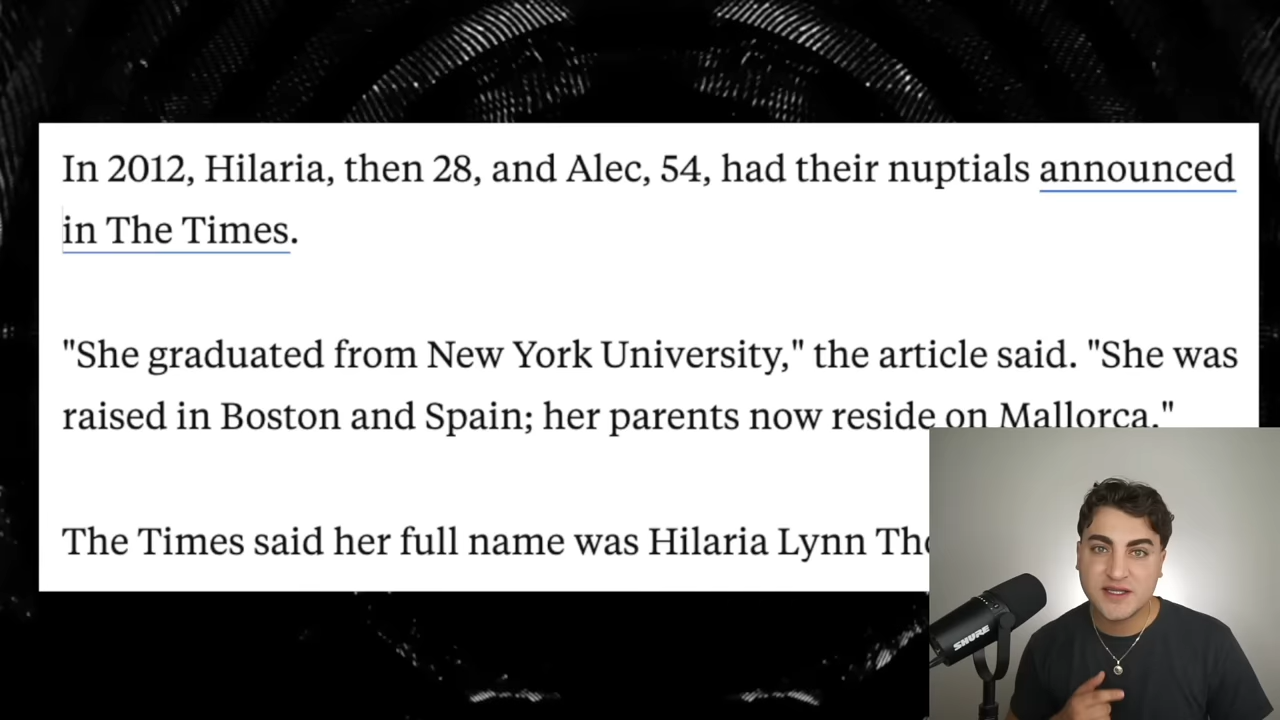 In 2012, Hilaria, then 28, and Alec, 54, had their nuptials announced
in The Times.
"She graduated from New York University," the article said. "She was
raised in Boston and Spain; her parents now reside on Mallorca."
The Times said her full name was Hilaria Lynn
SHURE